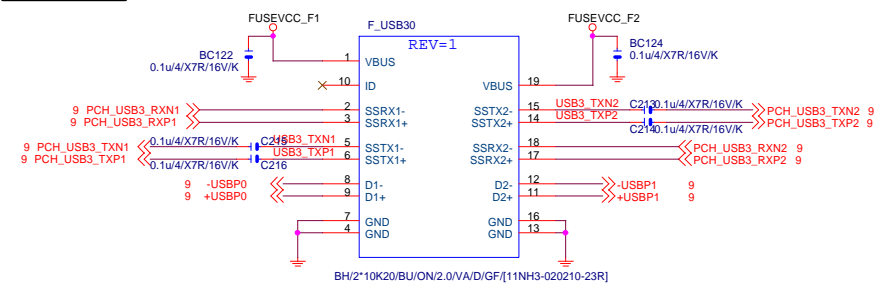 FUSEVCC_F1
FUSEVCC_F2
F_USB30
REV=1
BC122
0.1u/4/X7R/16V/K
BC124
0.1u/4/X7R/16V/K
1 VBUS
10 ID
VBUS 19
9 PCH_USB3_RXN1 2 SSRX1-
9 PCH_USB3_RXP1 3 SSRX1+
SSTX2- 15 USB3_TXN2 C213 0.1u/4/X7R/16V/K PCH_USB3_TXN2 9
SSTX2+ 14 USB3_TXP2 C214 0.1u/4/X7R/16V/K PCH_USB3_TXP2 9
9 PCH_USB3_TXN1 0.1u/4/X7R/16V/K C215 USB3_TXN1 5 SSTX1-
9 PCH_USB3_TXP1 0.1u/4/X7R/16V/K C216 USB3_TXP1 6 SSTX1+
SSRX2- 18 PCH_USB3_RXN2 9
SSRX2+ 17 PCH_USB3_RXP2 9
9 -USBP0 8 D1-
9 +USBP0 9 D1+
D2- 12 -USBP1 9
D2+ 11 +USBP1 9
7 GND
4 GND
GND 16
GND 13
BH/2*10K20/BU/ON/2.0/VA/D/GF/[11NH3-020210-23R]